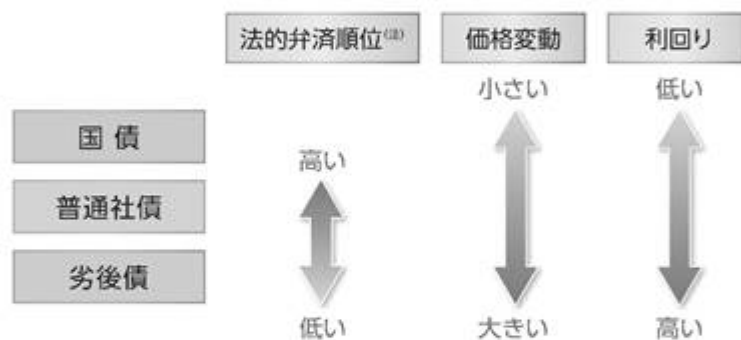 法的弁済順位(注) 価格変動 利回り
小さい 低い
国債
高い
普通社債
劣後債
低い 大きい 高い